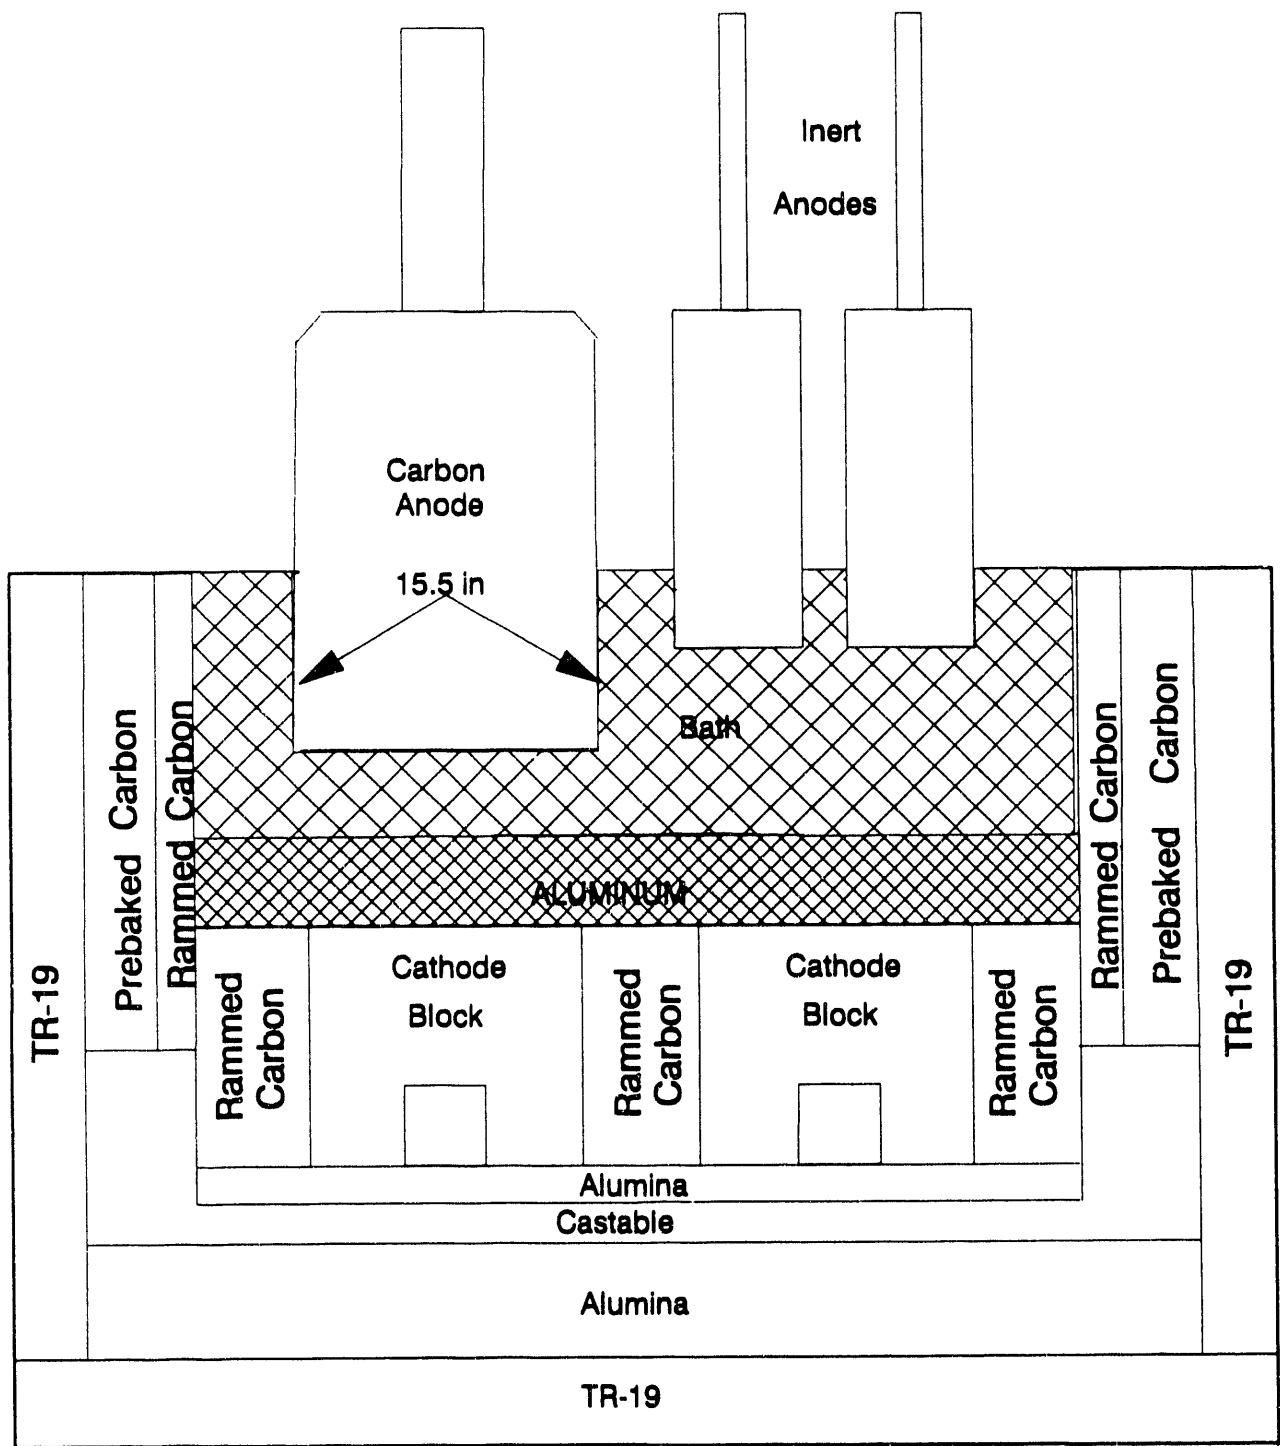 Inert
Anodes
Carbon
Anode
15.5 in
Bath
ALUMINUM
TR-19
Prebaked Carbon
Rammed Carbon
Rammed
Carbon
Cathode
Block
Rammed
Carbon
Cathode
Block
Rammed
Carbon
Rammed Carbon
Prebaked Carbon
TR-19
Alumina
Castable
Alumina
TR-19